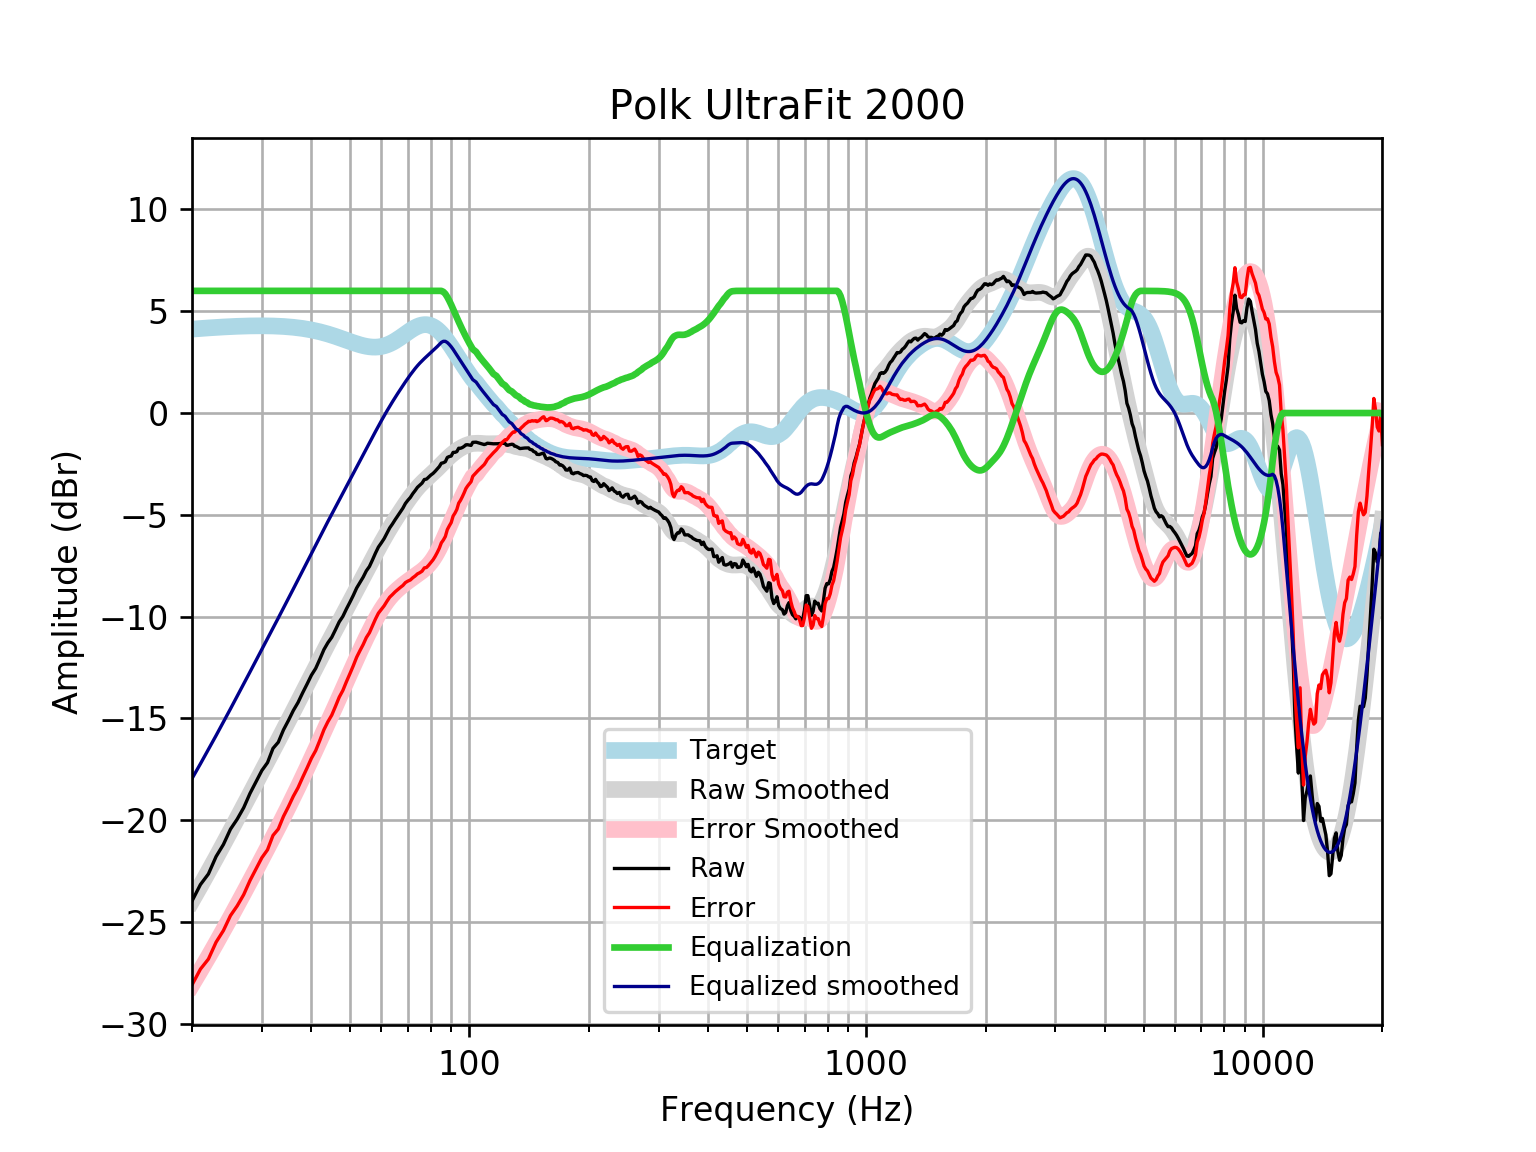 Polk UltraFit 2000
10
5
0
−5
−10
−15
−20
−25
−30
Amplitude (dBr)
Target
Raw Smoothed
Error Smoothed
Raw
Error
Equalization
Equalized smoothed
100 1000 10000
Frequency (Hz)